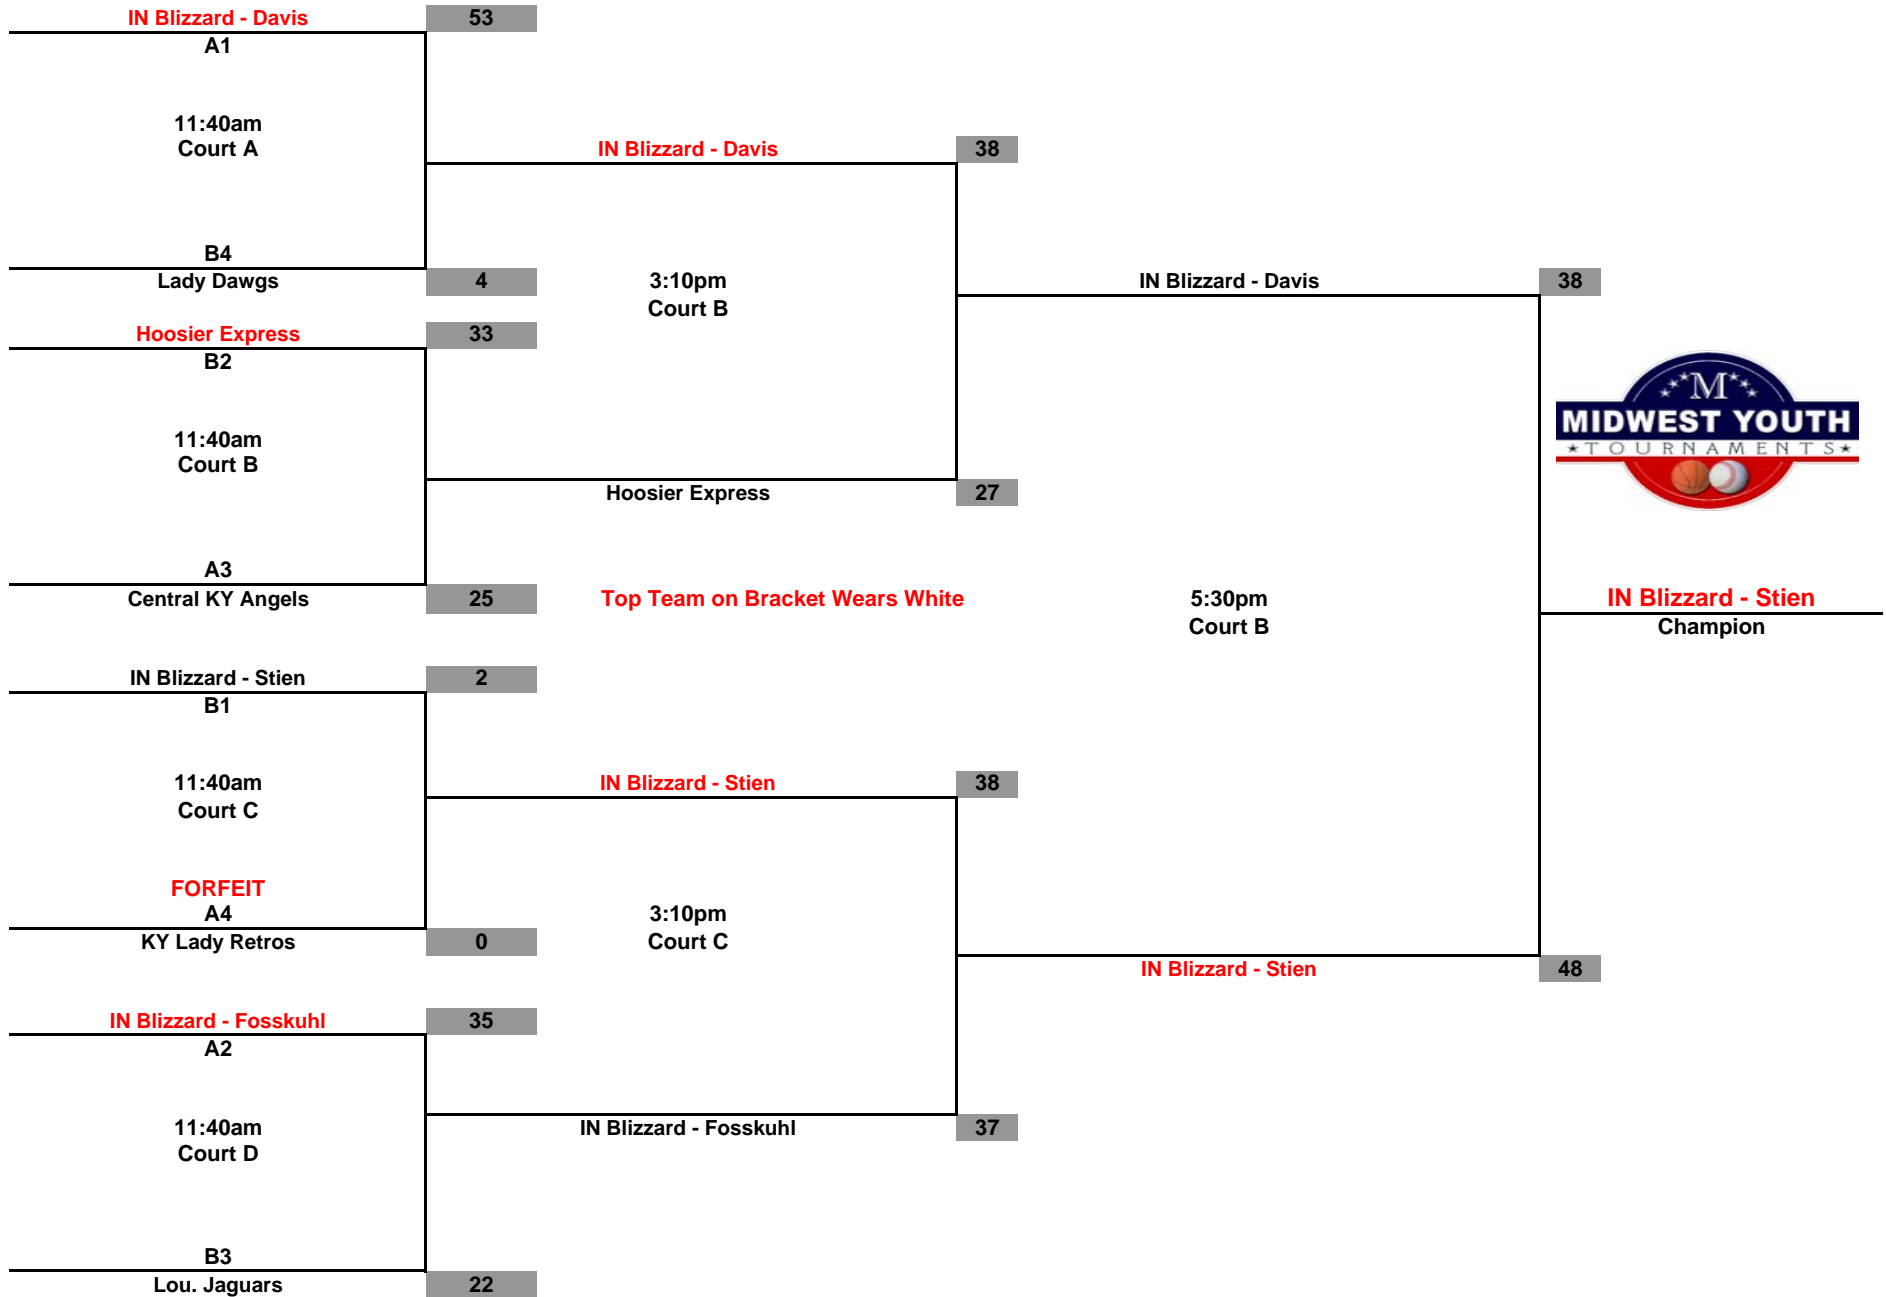 IN Blizzard - Davis 53
A1
11:40am
Court A
B4
Lady Dawgs 4
Hoosier Express 33
B2
11:40am
Court B
A3
Central KY Angels 25
IN Blizzard - Stien 2
B1
11:40am
Court C
FORFEIT
A4
KY Lady Retros 0
IN Blizzard - Fosskuhl 35
A2
11:40am
Court D
B3
Lou. Jaguars 22
IN Blizzard - Davis 38
3:10pm
Court B
Hoosier Express 27
Top Team on Bracket Wears White
IN Blizzard - Stien 38
3:10pm
Court C
IN Blizzard - Fosskuhl 37
IN Blizzard - Davis 38
5:30pm
Court B
IN Blizzard - Stien 48
M
MIDWEST YOUTH
TOURNAMENTS
IN Blizzard - Stien
Champion